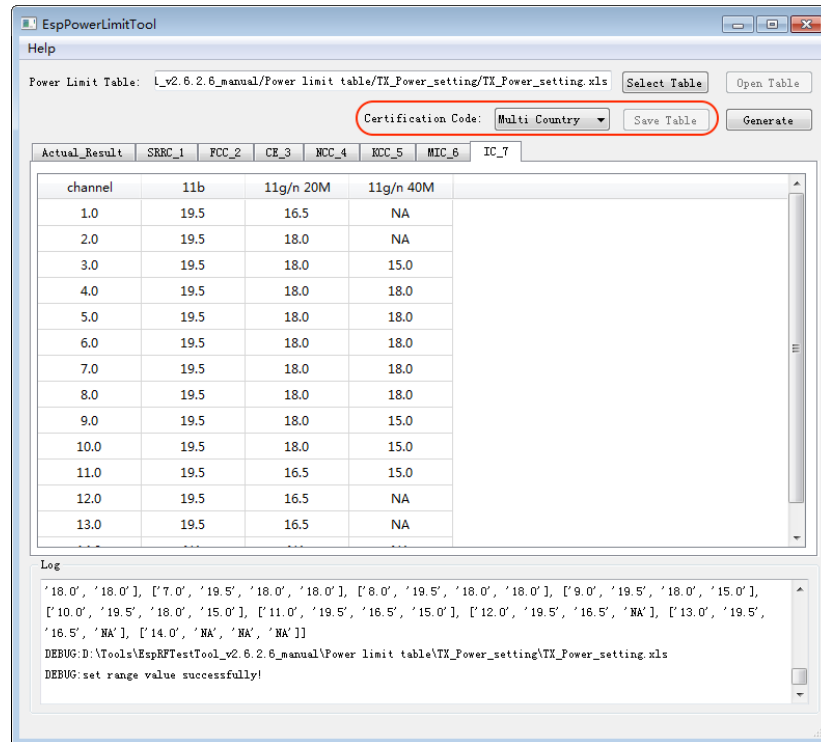 EspPowerLimitTool
Help
Power Limit Table: L_v2.6.2.6_manual/Power limit table/TX_Power_setting/TX_Power_setting.xls Select Table Open Table
Certification Code: Multi Country Save Table Generate
Actual_Result SRRC_1 FCC_2 CE_3 NCC_4 KCC_5 MIC_6 IC_7
channel 11b 11g/n 20M 11g/n 40M
1.0 19.5 16.5 NA
2.0 19.5 18.0 NA
3.0 19.5 18.0 15.0
4.0 19.5 18.0 18.0
5.0 19.5 18.0 18.0
6.0 19.5 18.0 18.0
7.0 19.5 18.0 18.0
8.0 19.5 18.0 18.0
9.0 19.5 18.0 15.0
10.0 19.5 18.0 15.0
11.0 19.5 16.5 15.0
12.0 19.5 16.5 NA
13.0 19.5 16.5 NA
Log
'18.0', '18.0'], ['7.0', '19.5', '18.0', '18.0'], ['8.0', '19.5', '18.0', '18.0'], ['9.0', '19.5', '18.0', '15.0'],
['10.0', '19.5', '18.0', '15.0'], ['11.0', '19.5', '16.5', '15.0'], ['12.0', '19.5', '16.5', 'NA'], ['13.0', '19.5',
'16.5', 'NA'], ['14.0', 'NA', 'NA', 'NA']]
DEBUG:D:\Tools\EspRFTestTool_v2.6.2.6_manual\Power limit table\TX_Power_setting\TX_Power_setting.xls
DEBUG:set range value successfully!